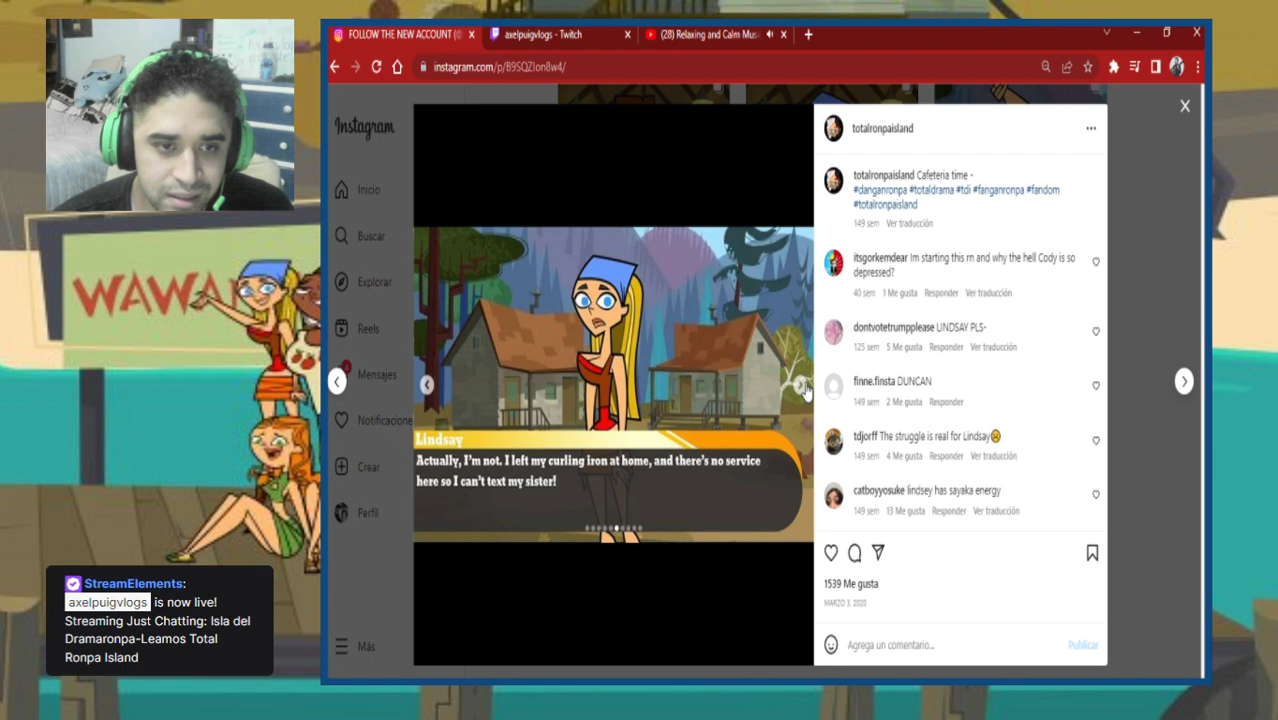 FOLLOW THE NEW ACCOUNT (
axelpuigvlogs - Twitch
(28) Relaxing and Calm Mus
instagram.com/p/B9SQZIon8w4/
Instagram
Inicio
Buscar
Explorar
Reels
Mensajes
Notificacione
Crear
Perfil
Más
WAWA
Lindsay
Actually, I'm not. I left my curling iron at home, and there's no service
here so I can't text my sister!
totalronpaisland
totalronpaisland Cafeteria time -
#danganronpa #totaldrama #tdi #fanganronpa #fandom
#totalronpaisland
149 sem Ver traducción
itsgorkemdear Im starting this rn and why the hell Cody is so
depressed?
40 sem 1 Me gusta Responder Ver traducción
dontvotetrumpplease LINDSAY PLS-
125 sem 5 Me gusta Responder Ver traducción
finne.finsta DUNCAN
149 sem 2 Me gusta Responder
tdjorff The struggle is real for Lindsay☹️
149 sem 4 Me gusta Responder Ver traducción
catboyyosuke lindsey has sayaka energy
149 sem 13 Me gusta Responder Ver traducción
1539 Me gusta
MARZO 3, 2020
Agrega un comentario...
Publicar
StreamElements:
axelpuigvlogs is now live!
Streaming Just Chatting: Isla del
Dramaronpa-Leamos Total
Ronpa Island